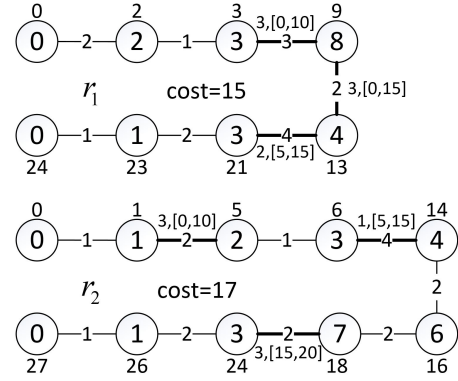 0 2 3 9
3,[0,10]
0 2 2 1 3 3 8
2 3,[0,15]
r1 cost=15
0 1 1 2 3 4 4
2,[5,15]
24 23 21 13
0 1 5 6 14
3,[0,10] 1,[5,15]
0 1 1 2 2 1 3 4 4
2
r2 cost=17
0 1 1 2 3 2 7 2 6
3,[15,20]
27 26 24 18 16